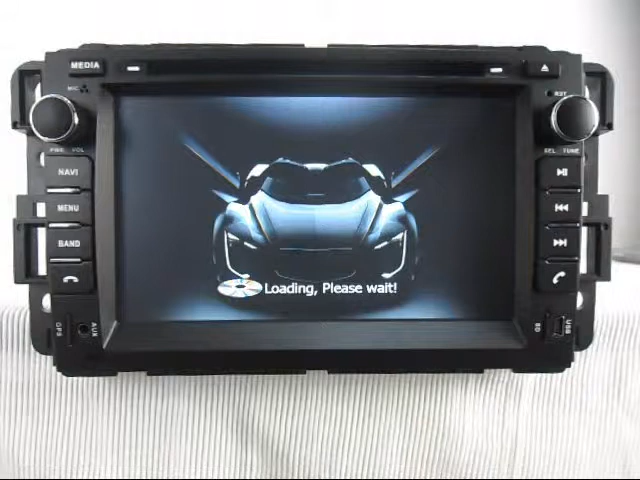 MEDIA
MIC
RST
PWR VOL
SEL TUNE
NAVI
MENU
BAND
Loading, Please wait!
GPS
AUX
SD
USB